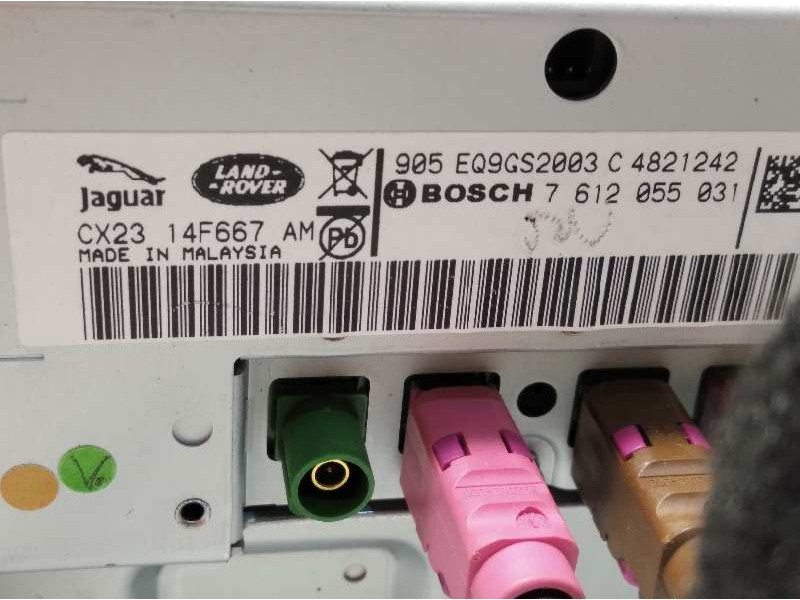 Jaguar
LAND-
-ROVER
CX23 14F667 AM
MADE IN MALAYSIA
Pb
905 EQ9GS2003 C 4821242
BOSCH 7 612 055 031